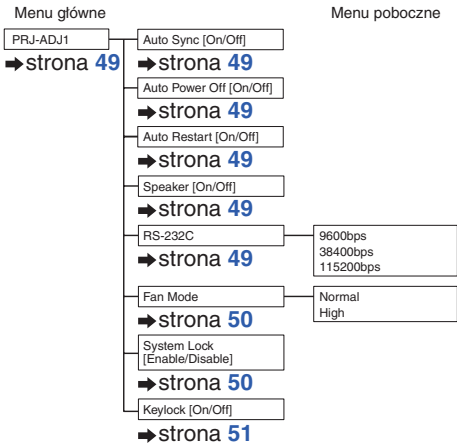 Menu główne
Menu poboczne
PRJ-ADJ1
➡strona 49
Auto Sync [On/Off]
➡strona 49
Auto Power Off [On/Off]
➡strona 49
Auto Restart [On/Off]
➡strona 49
Speaker [On/Off]
➡strona 49
RS-232C
➡strona 49
9600bps
38400bps
115200bps
Fan Mode
➡strona 50
Normal
High
System Lock
[Enable/Disable]
➡strona 50
Keylock [On/Off]
➡strona 51